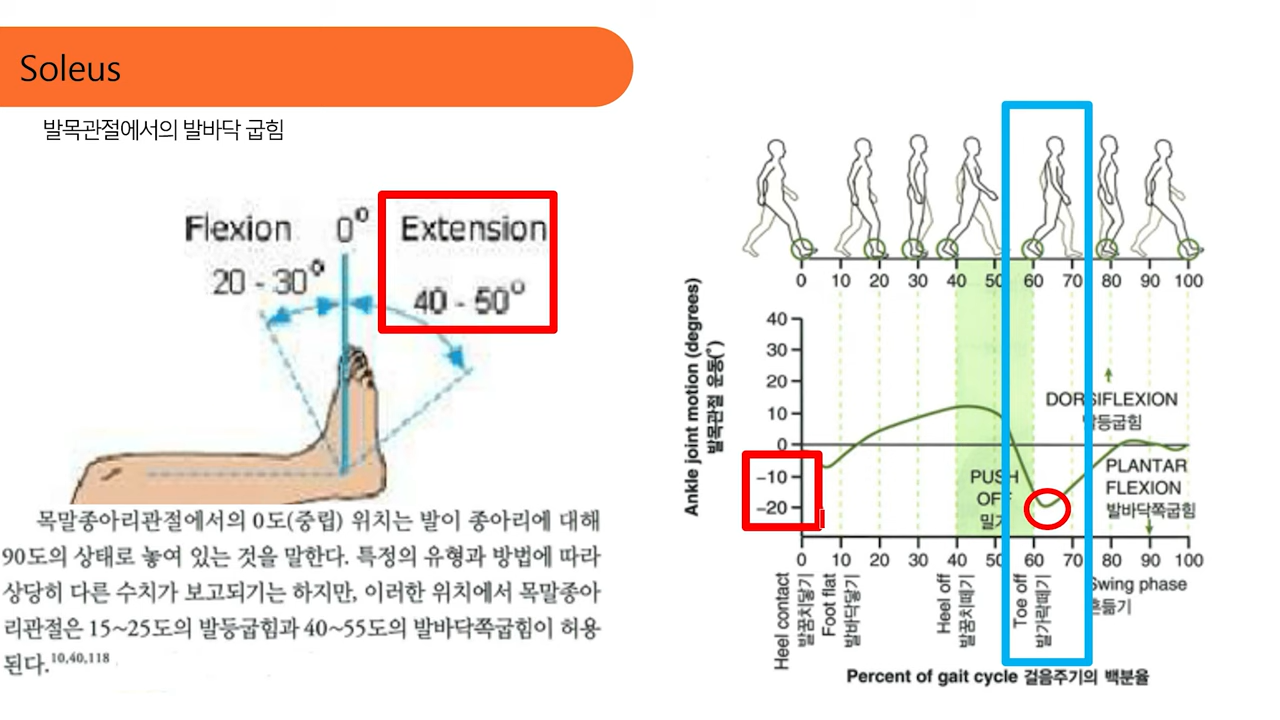 Soleus
발목관절에서의 발바닥 굽힘
Flexion 0° Extension
20 - 30° 40 - 50°
목말종아리관절에서의 0도(중립) 위치는 발이 종아리에 대해
90도의 상태로 놓여 있는 것을 말한다. 특정의 유형과 방법에 따라
상당히 다른 수치가 보고되기는 하지만, 이러한 위치에서 목말종아
리관절은 15~25도의 발등굽힘과 40~55도의 발바닥쪽굽힘이 허용
된다.10,40,118
0 10 20 30 40 50 60 70 80 90 100
Ankle joint motion (degrees)
발목관절 운동(°)
40
30
20
10
0
-10
-20
DORSIFLEXION
발등굽힘
PUSH
OFF
밀기
PLANTAR
FLEXION
발바닥쪽굽힘
0 10 20 30 40 50 60 70 80 90 100
Heel contact
발꿈치닿기
Foot flat
발바닥닿기
Heel off
발꿈치떼기
Toe off
발가락떼기
Swing phase
흔들기
Percent of gait cycle 걸음주기의 백분율